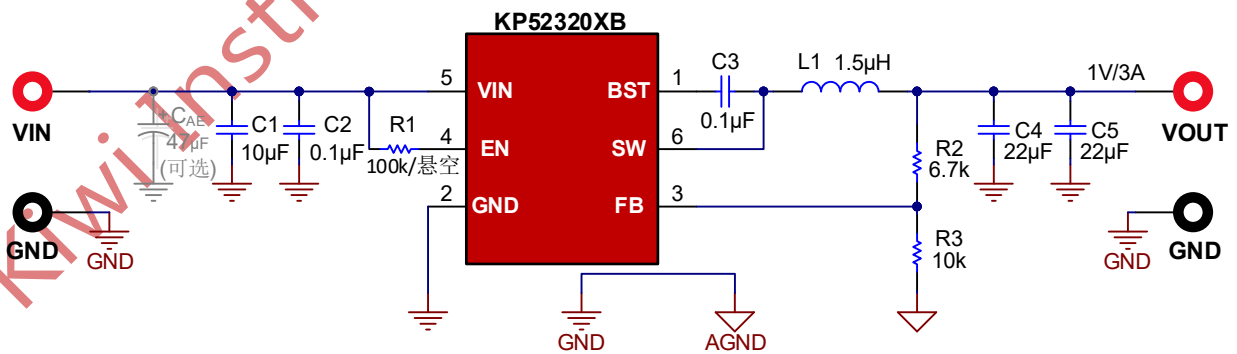 KP52320XB
VIN
GND
GND
CAE
47µF
(可选)
C1
10µF
C2
0.1µF
R1
100k/悬空
5
4
2
VIN
EN
GND
BST
SW
FB
1
6
3
C3
0.1µF
L1 1.5µH
1V/3A
R2
6.7k
R3
10k
C4
22µF
C5
22µF
VOUT
GND
GND
GND
AGND
Kiwi Instr